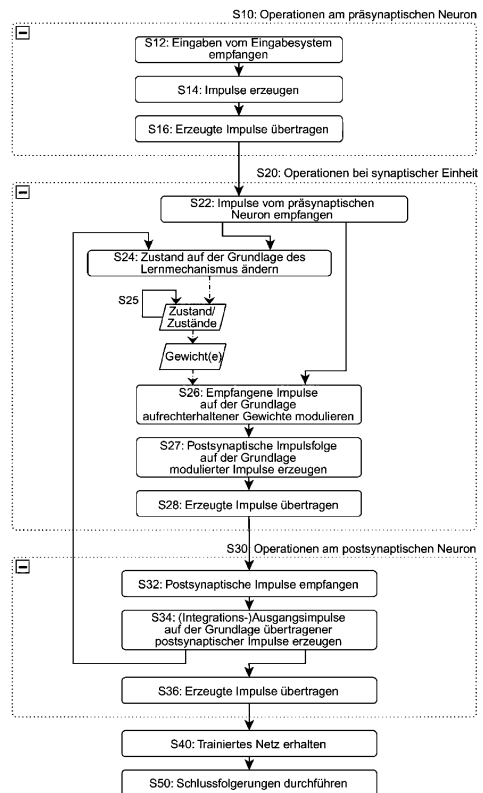 S10: Operationen am präsynaptischen Neuron
S12: Eingaben vom Eingabesystem
empfangen
S14: Impulse erzeugen
S16: Erzeugte Impulse übertragen
S20: Operationen bei synaptischer Einheit
S22: Impulse vom präsynaptischen
Neuron empfangen
S24: Zustand auf der Grundlage des
Lernmechanismus ändern
S25
Zustand/
Zustände
Gewicht(e)
S26: Empfangene Impulse
auf der Grundlage
aufrechterhaltener Gewichte modulieren
S27: Postsynaptische Impulsfolge
auf der Grundlage
modulierter Impulse erzeugen
S28: Erzeugte Impulse übertragen
S30: Operationen am postsynaptischen Neuron
S32: Postsynaptische Impulse empfangen
S34: (Integrations-)Ausgangsimpulse
auf der Grundlage übertragener
postsynaptischer Impulse erzeugen
S36: Erzeugte Impulse übertragen
S40: Trainiertes Netz erhalten
S50: Schlussfolgerungen durchführen